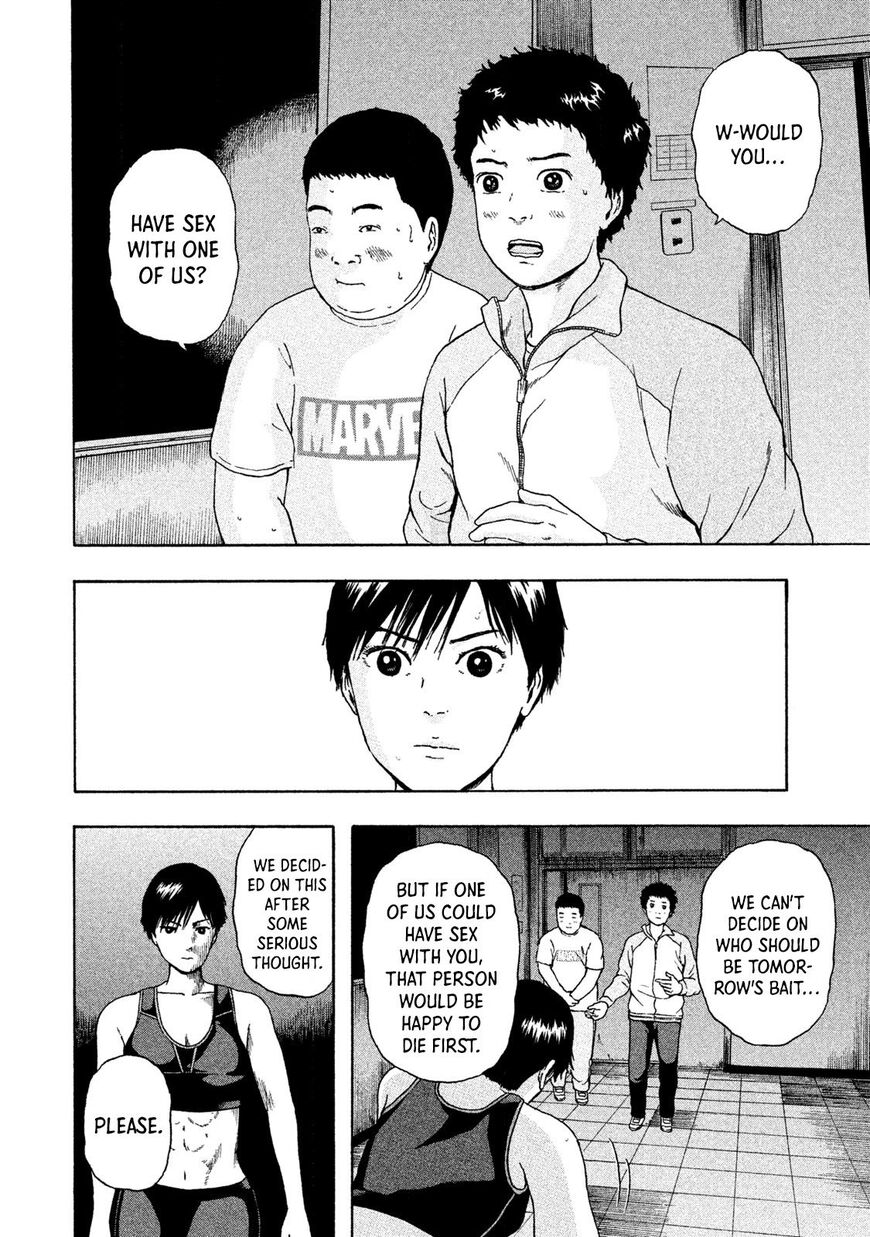 W-WOULD
YOU...
HAVE SEX
WITH ONE
OF US?
MARVE
WE CAN'T
DECIDE ON
WHO SHOULD
BE TOMOR-
ROW'S BAIT...
BUT IF ONE
OF US COULD
HAVE SEX
WITH YOU,
THAT PERSON
WOULD BE
HAPPY TO
DIE FIRST.
WE DECID-
ED ON THIS
AFTER
SOME
SERIOUS
THOUGHT.
PLEASE.